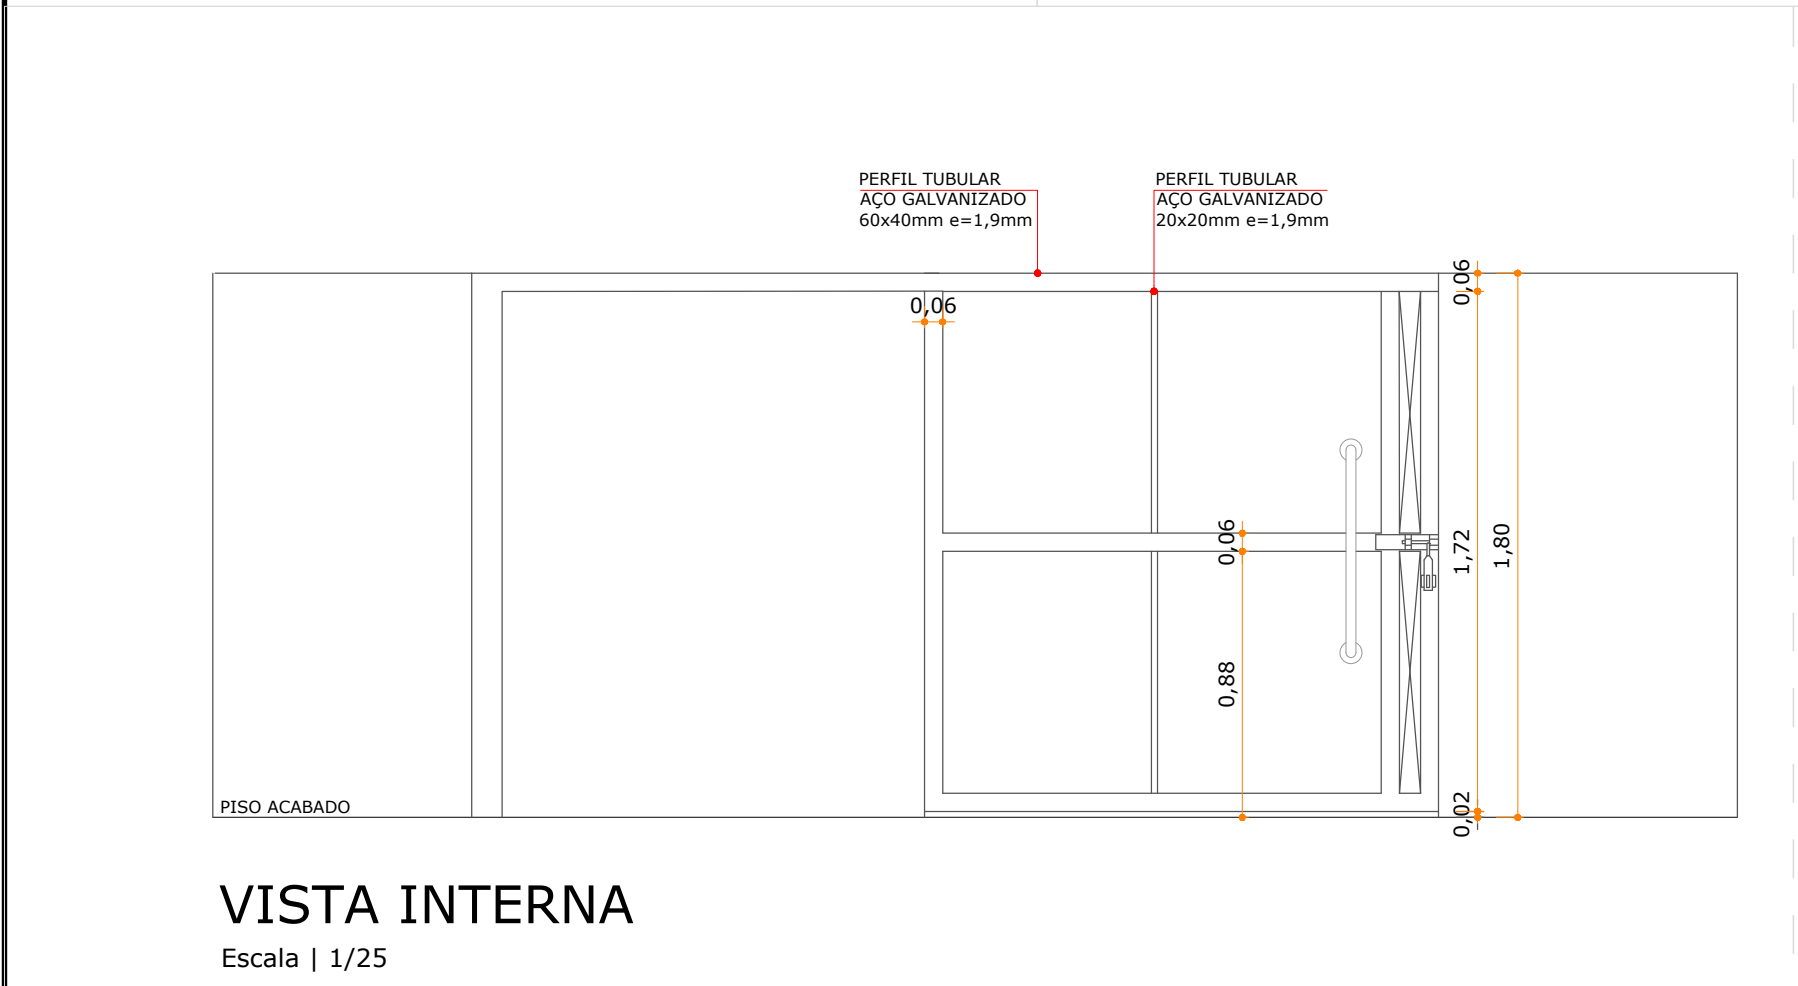 PERFIL TUBULAR
AÇO GALVANIZADO
60x40mm e=1,9mm
PERFIL TUBULAR
AÇO GALVANIZADO
20x20mm e=1,9mm
0,06
0,06
0,06
1,72
1,80
0,88
0,02
PISO ACABADO
VISTA INTERNA
Escala | 1/25